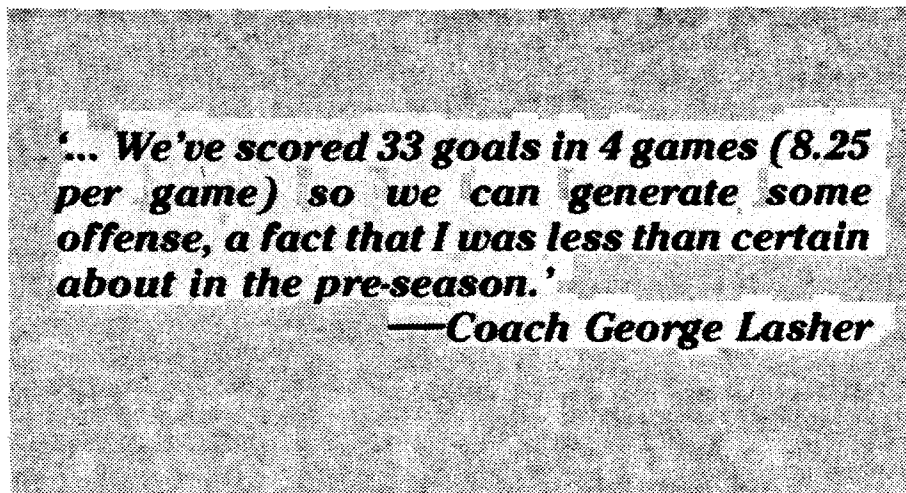 ‘... We've scored 33 goals in 4 games (8.25
per game) so we can generate some
offense, a fact that I was less than certain
about in the pre-season.’
—Coach George Lasher